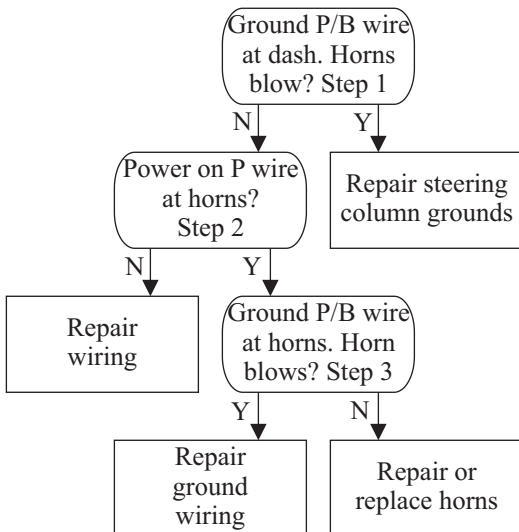 Ground P/B wire
at dash. Horns
blow? Step 1
N
Y
Power on P wire
at horns?
Step 2
Repair steering
column grounds
N
Y
Repair
wiring
Ground P/B wire
at horns. Horn
blows? Step 3
Y
N
Repair
ground
wiring
Repair or
replace horns